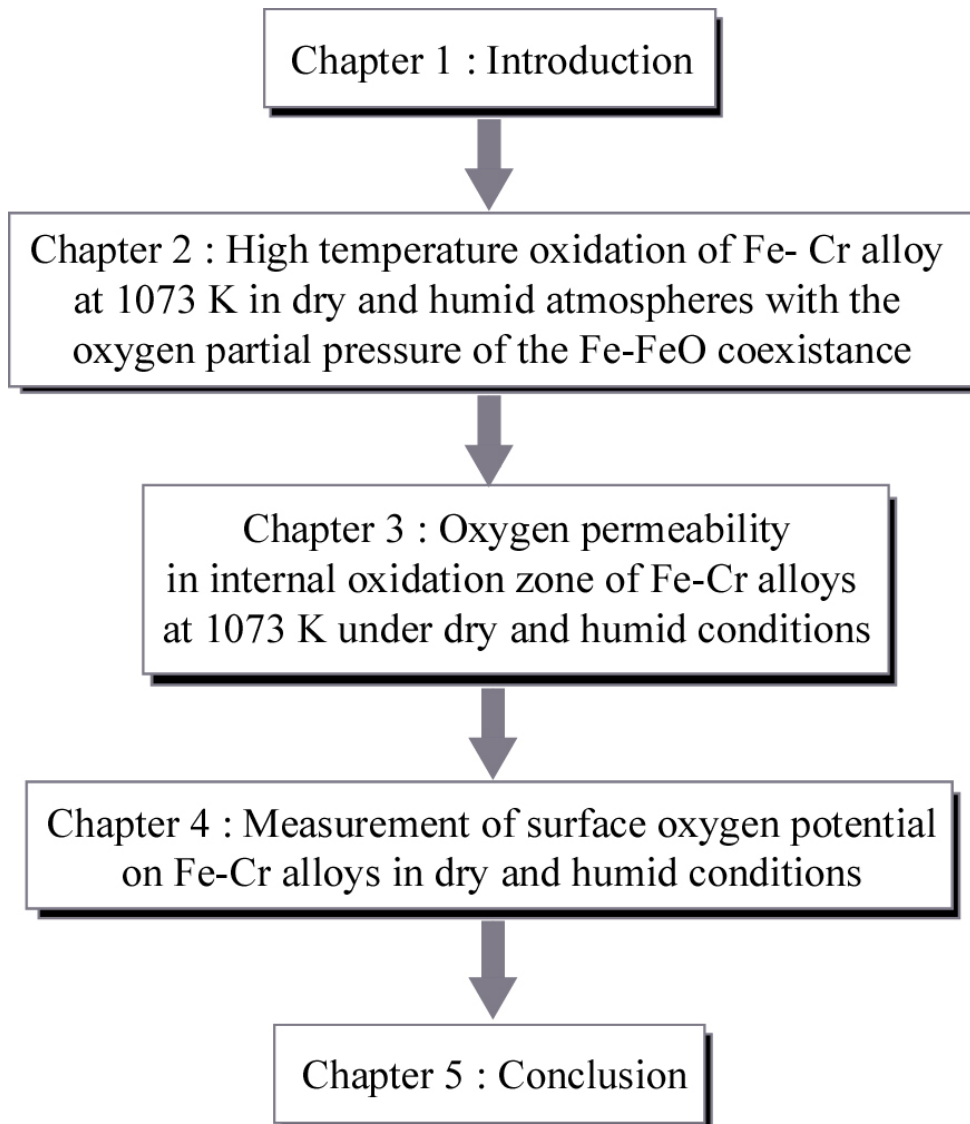 Chapter 1 : Introduction
Chapter 2 : High temperature oxidation of Fe- Cr alloy
at 1073 K in dry and humid atmospheres with the
oxygen partial pressure of the Fe-FeO coexistance
Chapter 3 : Oxygen permeability
in internal oxidation zone of Fe-Cr alloys
at 1073 K under dry and humid conditions
Chapter 4 : Measurement of surface oxygen potential
on Fe-Cr alloys in dry and humid conditions
Chapter 5 : Conclusion